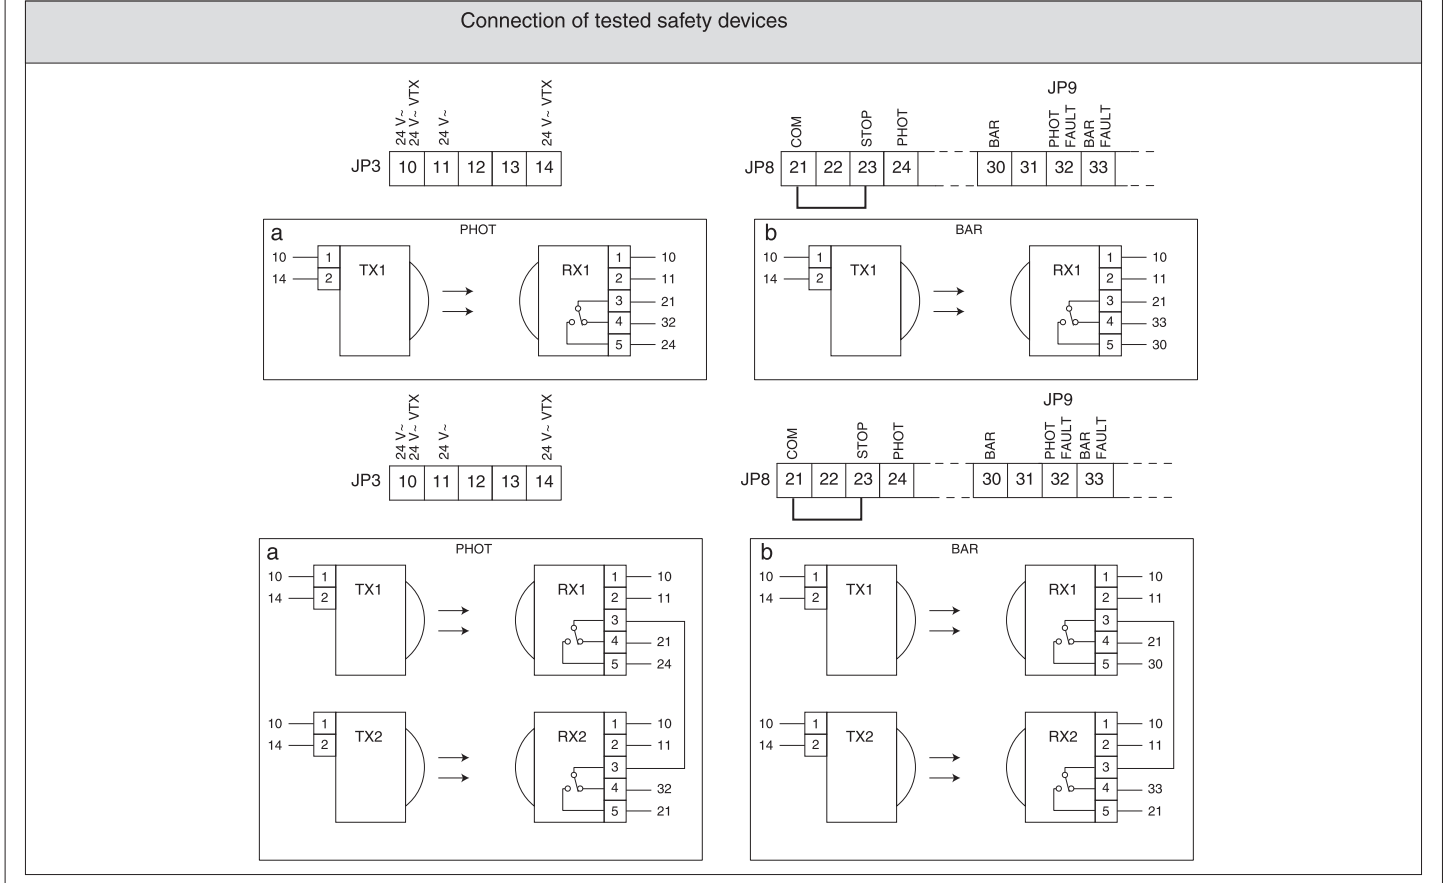 Connection of tested safety devices
24 V~
24 V~ VTX
24 V~
24 V~ VTX
JP3 10 11 12 13 14
JP9
COM
STOP
PHOT
BAR
PHOT
FAULT
BAR
FAULT
JP8 21 22 23 24 30 31 32 33
a PHOT
10 1 TX1 RX1 1 10
14 2 2 11
3 21
4 32
5 24
b BAR
10 1 TX1 RX1 1 10
14 2 2 11
3 21
4 33
5 30
24 V~
24 V~ VTX
24 V~
24 V~ VTX
JP3 10 11 12 13 14
JP9
COM
STOP
PHOT
BAR
PHOT
FAULT
BAR
FAULT
JP8 21 22 23 24 30 31 32 33
a PHOT
10 1 TX1 RX1 1 10
14 2 2 11
3
4 21
5 24
10 1 TX2 RX2 1 10
14 2 2 11
3
4 32
5 21
b BAR
10 1 TX1 RX1 1 10
14 2 2 11
3
4 21
5 30
10 1 TX2 RX2 1 10
14 2 2 11
3
4 33
5 21